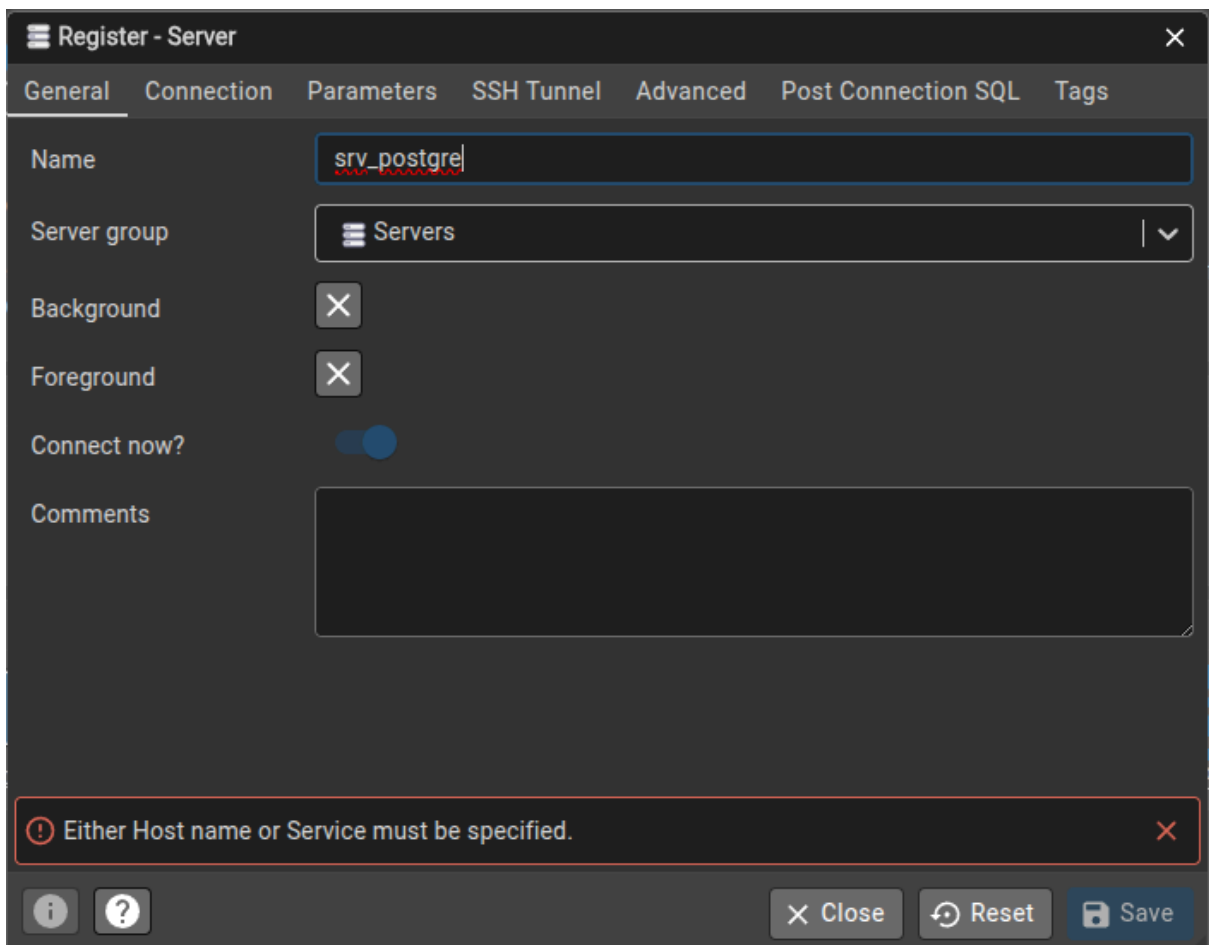 Register - Server
General Connection Parameters SSH Tunnel Advanced Post Connection SQL Tags
Name srv_postgre
Server group Servers
Background
Foreground
Connect now?
Comments
Either Host name or Service must be specified.
Close Reset Save